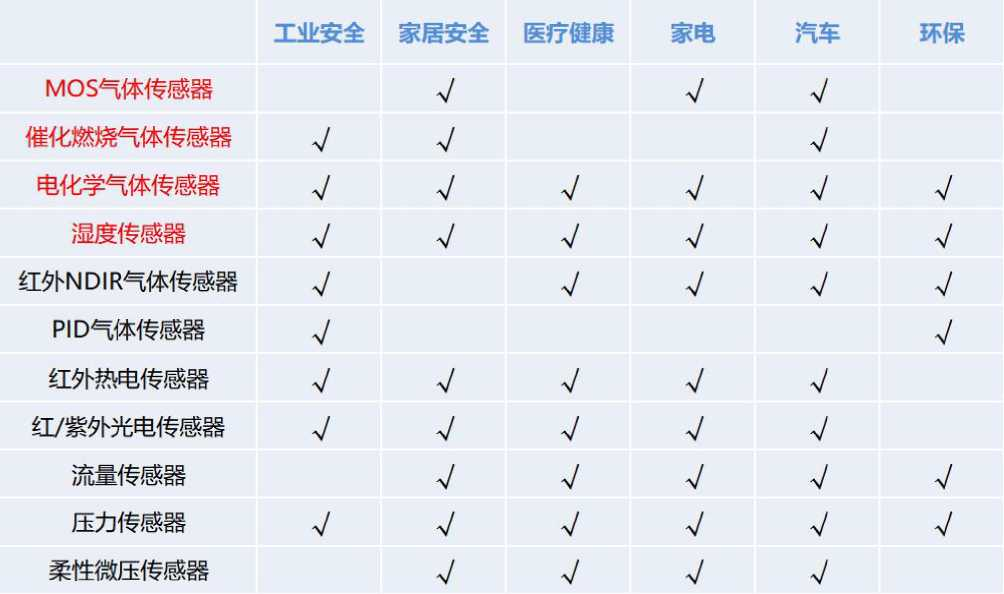 工业安全 家居安全 医疗健康 家电 汽车 环保
MOS气体传感器 √ √ √
催化燃烧气体传感器 √ √ √
电化学气体传感器 √ √ √ √ √ √
湿度传感器 √ √ √ √ √ √
红外NDIR气体传感器 √ √ √ √ √
PID气体传感器 √ √
红外热电传感器 √ √ √ √ √
红/紫外光电传感器 √ √ √ √ √
流量传感器 √ √ √ √ √
压力传感器 √ √ √ √ √ √
柔性微压传感器 √ √ √ √